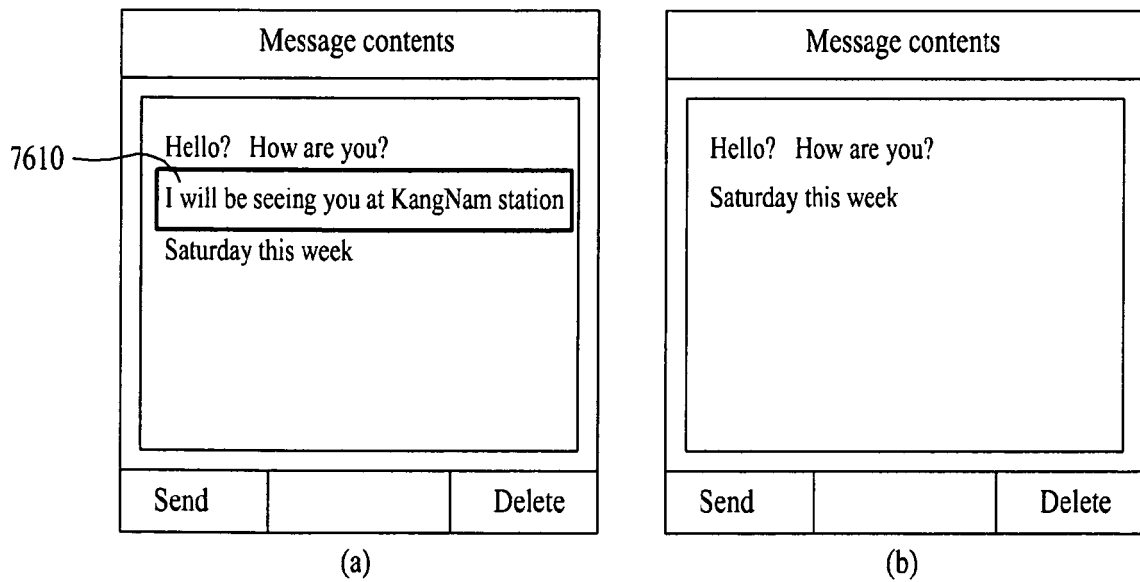 Message contents
7610
Hello? How are you?
I will be seeing you at KangNam station
Saturday this week
Send
Delete
(a)
Message contents
Hello? How are you?
Saturday this week
Send
Delete
(b)